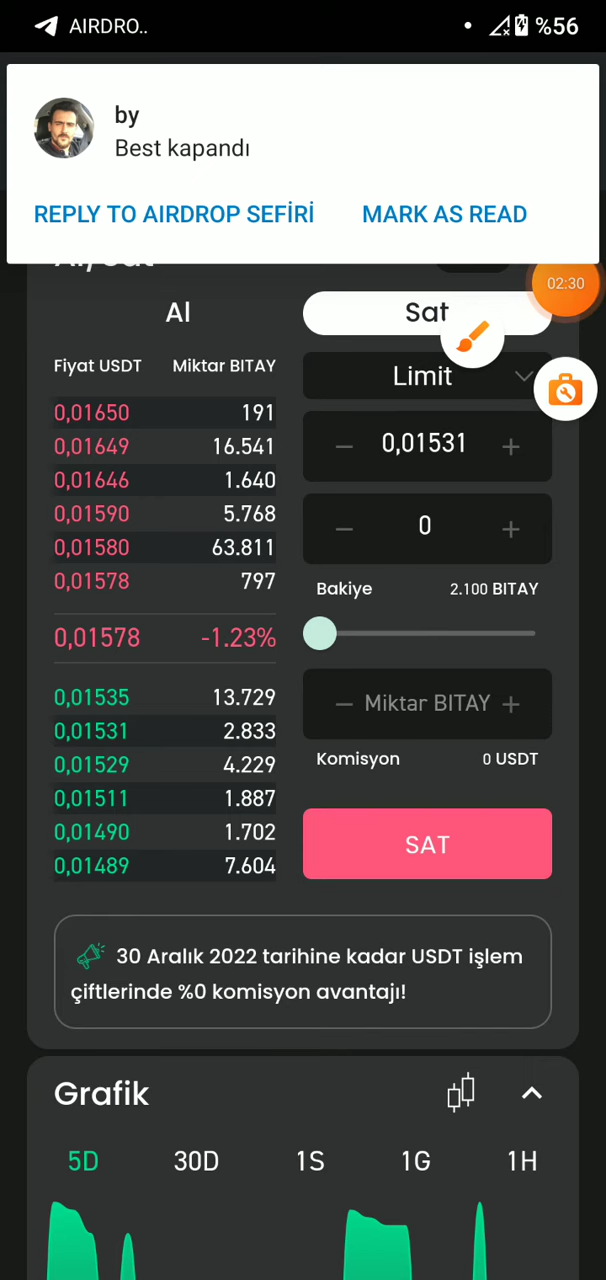 AIRDRO..
%56
by
Best kapandı
REPLY TO AIRDROP SEFİRİ MARK AS READ
02:30
Al Sat
Fiyat USDT Miktar BITAY
Limit
0,01650 191
0,01649 16.541
0,01531
0,01646 1.640
0,01590 5.768
0
0,01580 63.811
0,01578 797
Bakiye 2.100 BITAY
0,01578 -1.23%
0,01535 13.729
Miktar BITAY
0,01531 2.833
0,01529 4.229
Komisyon 0 USDT
0,01511 1.887
0,01490 1.702
SAT
0,01489 7.604
30 Aralık 2022 tarihine kadar USDT işlem
çiftlerinde %0 komisyon avantajı!
Grafik
5D 30D 1S 1G 1H